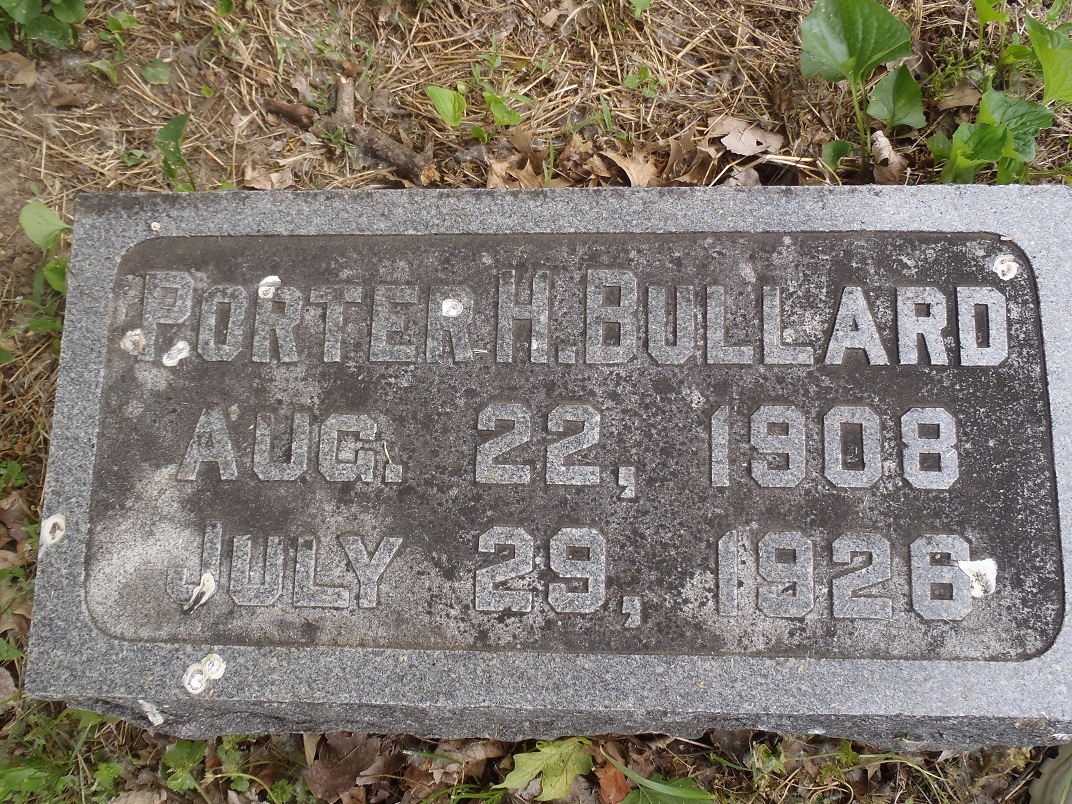 PORTER H. BULLARD
AUG. 22, 1908
JULY 29, 1926